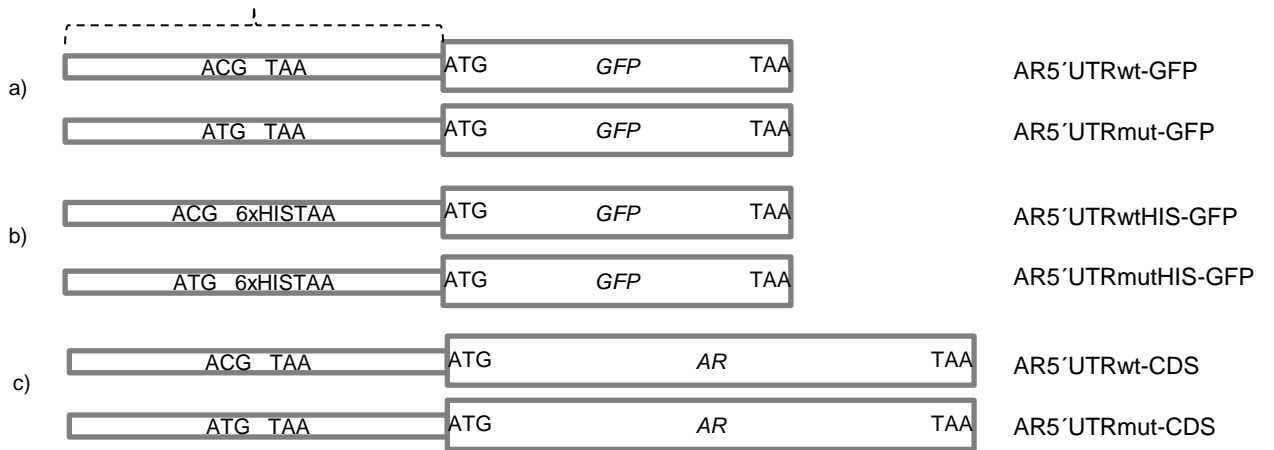 ACG TAA ATG GFP TAA AR5´UTRwt-GFP
a)
ATG TAA ATG GFP TAA AR5´UTRmut-GFP
ACG 6xHISTAA ATG GFP TAA AR5´UTRwtHIS-GFP
b)
ATG 6xHISTAA ATG GFP TAA AR5´UTRmutHIS-GFP
ACG TAA ATG AR TAA AR5´UTRwt-CDS
c)
ATG TAA ATG AR TAA AR5´UTRmut-CDS